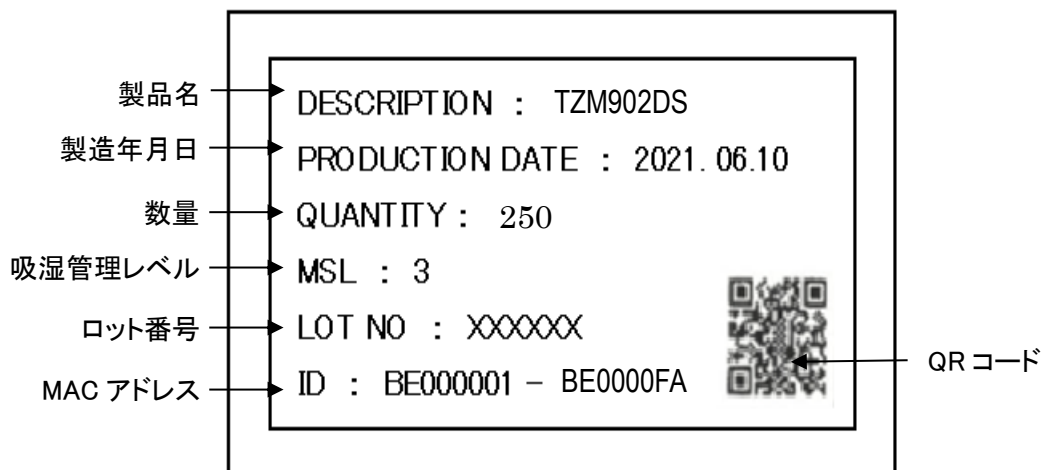 製品名
DESCRIPTION : TZM902DS
製造年月日
PRODUCTION DATE : 2021. 06.10
数量
QUANTITY : 250
吸湿管理レベル
MSL : 3
ロット番号
LOT NO : XXXXXX
QR コード
MAC アドレス
ID : BE000001 – BE0000FA